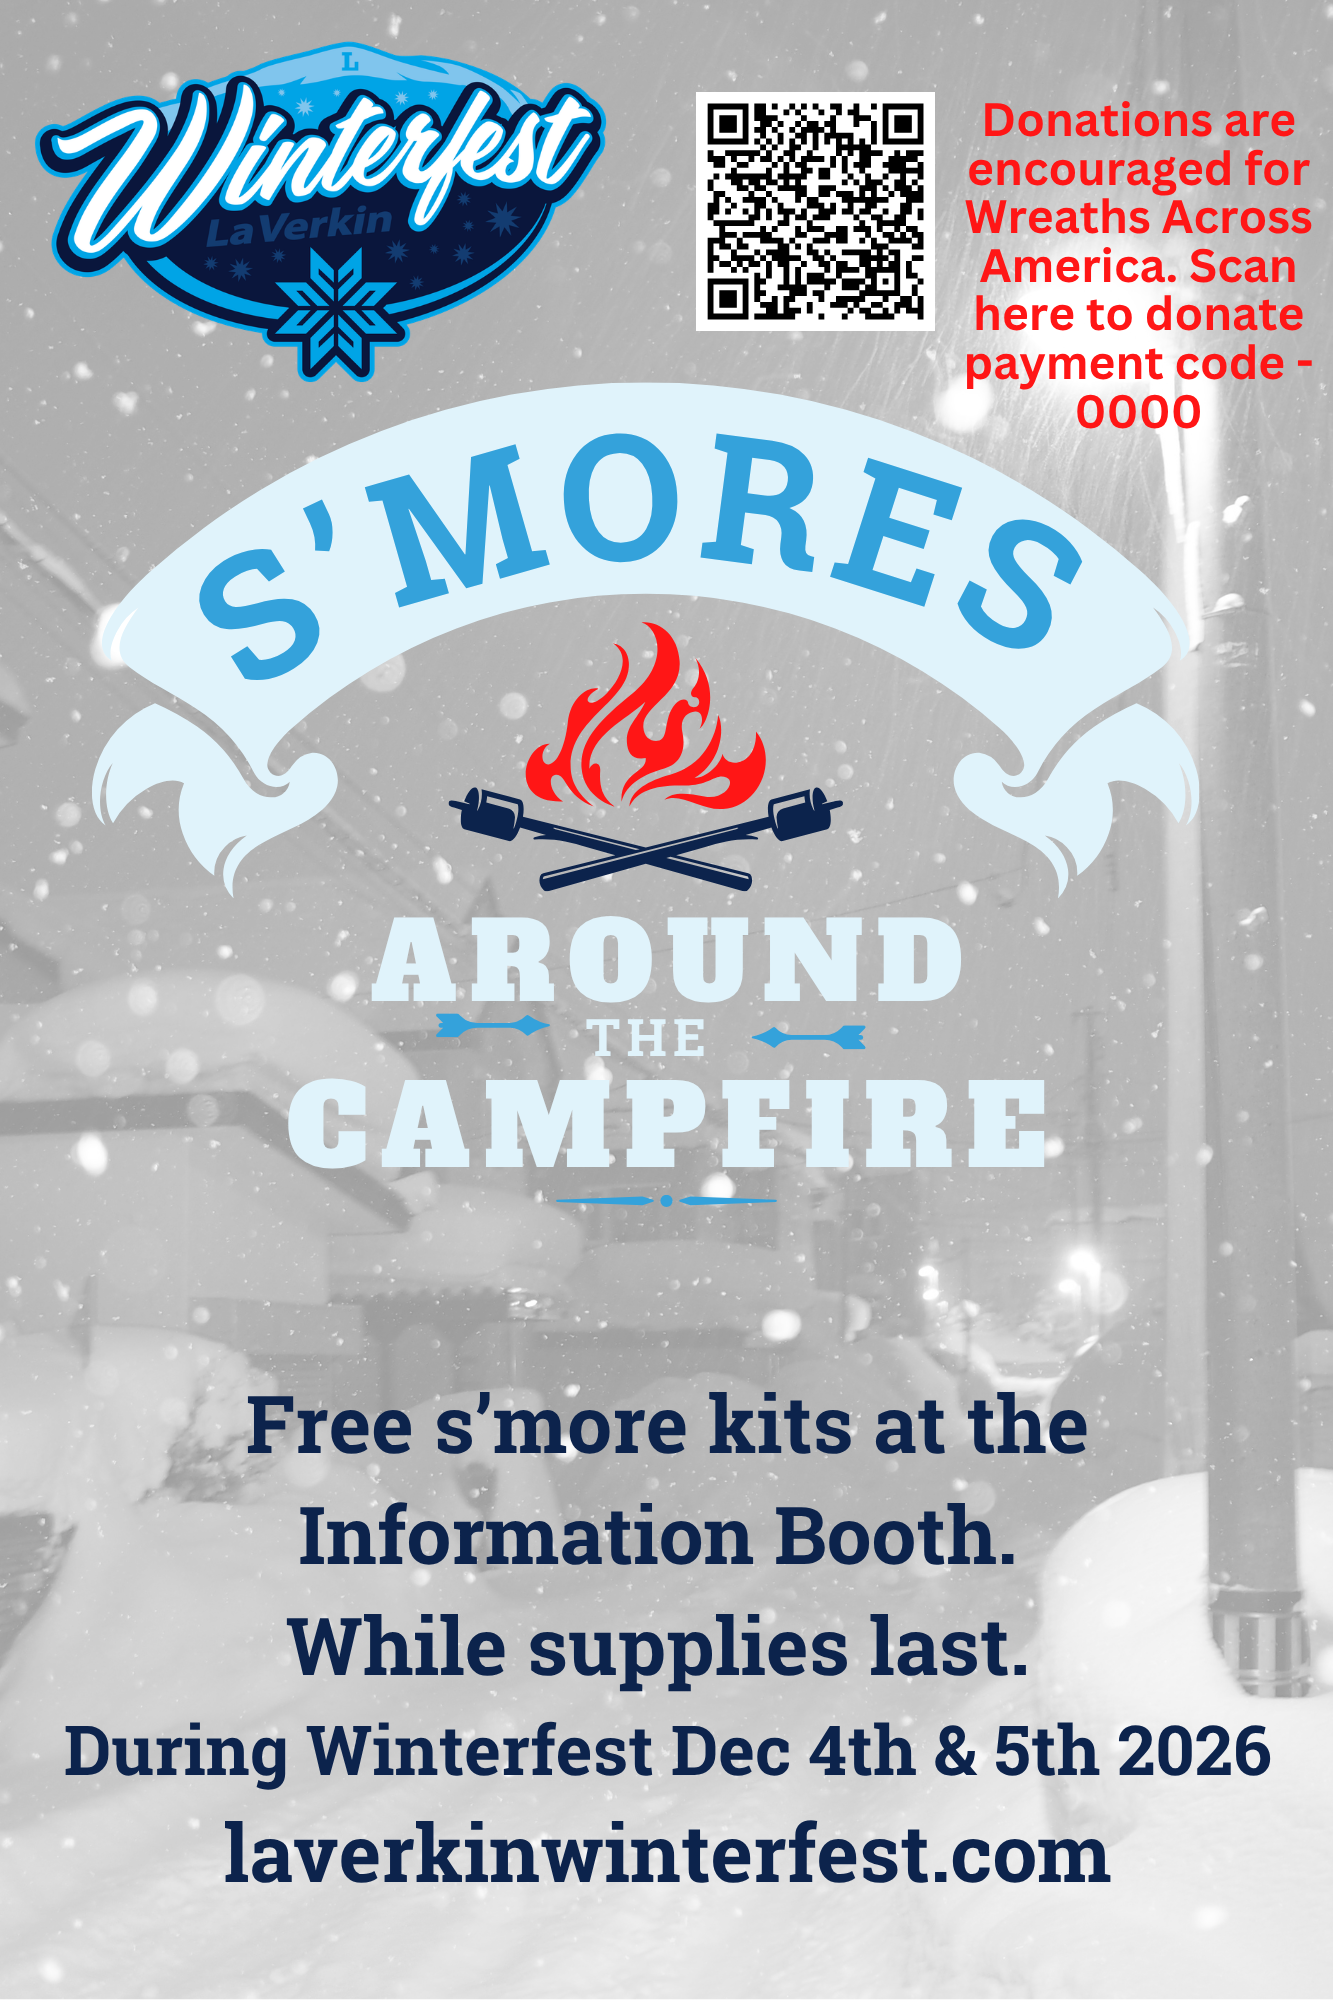 L
Winterfest
LaVerkin
Donations are
encouraged for
Wreaths Across
America. Scan
here to donate
payment code -
0000
S’MORES
AROUND
THE
CAMPFIRE
Free s’more kits at the
Information Booth.
While supplies last.
During Winterfest Dec 4th & 5th 2026
laverkinwinterfest.com